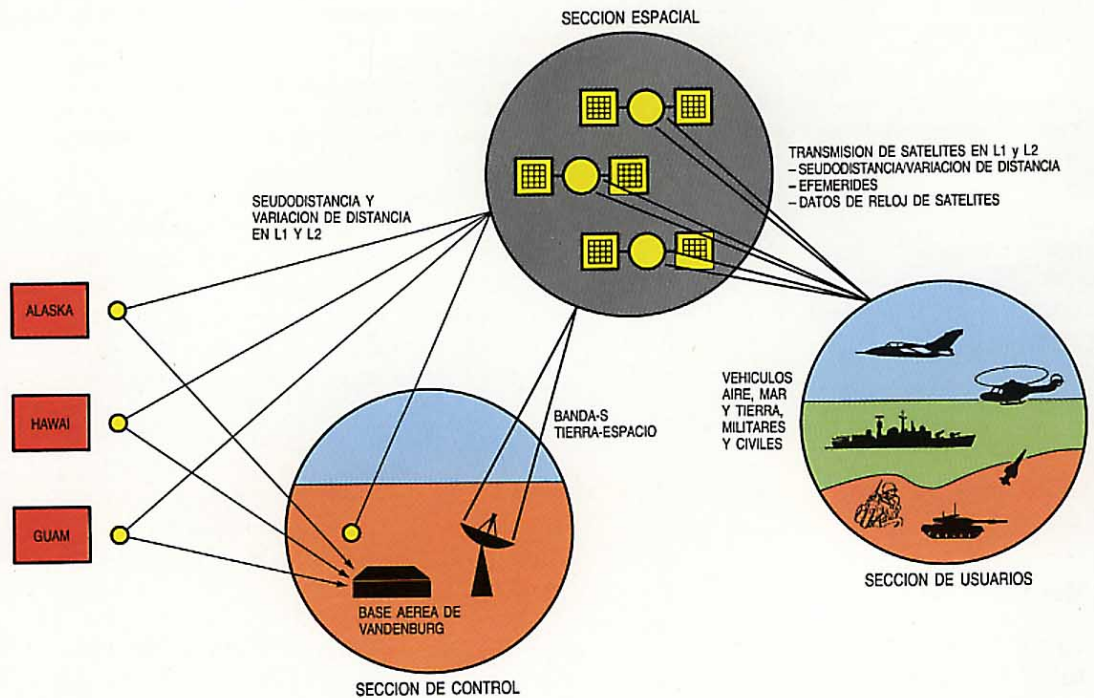 SECCION ESPACIAL
TRANSMISION DE SATELITES EN L1 y L2
– SEUDODISTANCIA/VARIACION DE DISTANCIA
– EFEMERIDES
– DATOS DE RELOJ DE SATELITES
SEUDODISTANCIA Y
VARIACION DE DISTANCIA
EN L1 Y L2
ALASKA
HAWAI
GUAM
BANDA-S
TIERRA-ESPACIO
VEHICULOS
AIRE, MAR
Y TIERRA,
MILITARES
Y CIVILES
SECCION DE USUARIOS
BASE AEREA DE
VANDENBURG
SECCION DE CONTROL